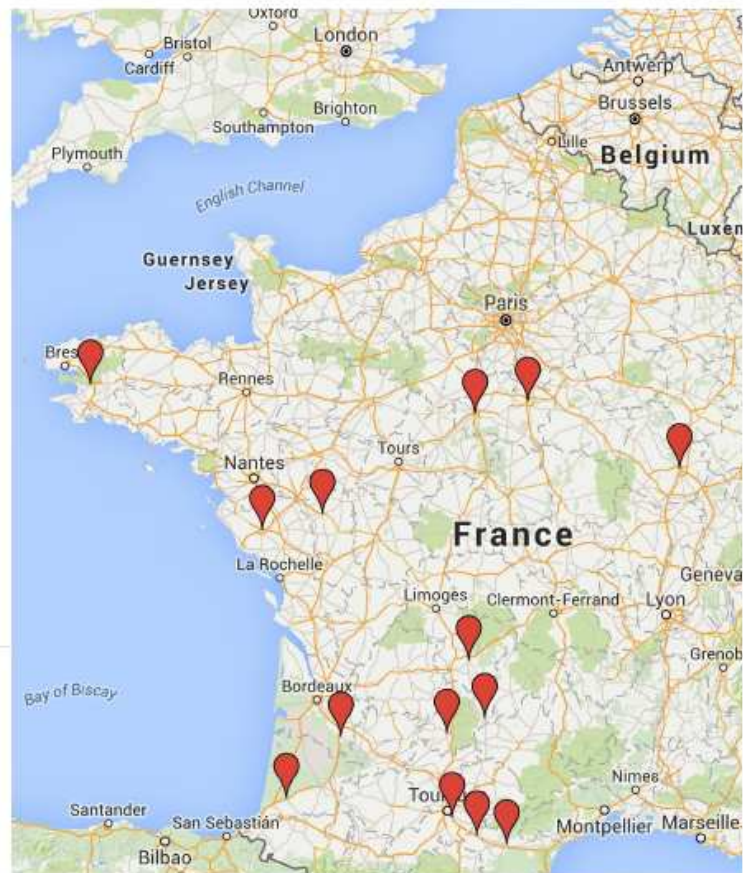 Oxford
London
Bristol
Cardiff
Antwerp
Brussels
Brighton
Southampton
Lille
Belgium
Plymouth
English Channel
Luxen
Guernsey
Jersey
Paris
Bres
Rennes
Tours
Nantes
France
La Rochelle
Geneva
Limoges
Clermont-Ferrand
Lyon
Grenob
Bay of Biscay
Bordeaux
Nimes
Tou
Santander
San Sebastián
Montpellier
Marseille
Bilbao